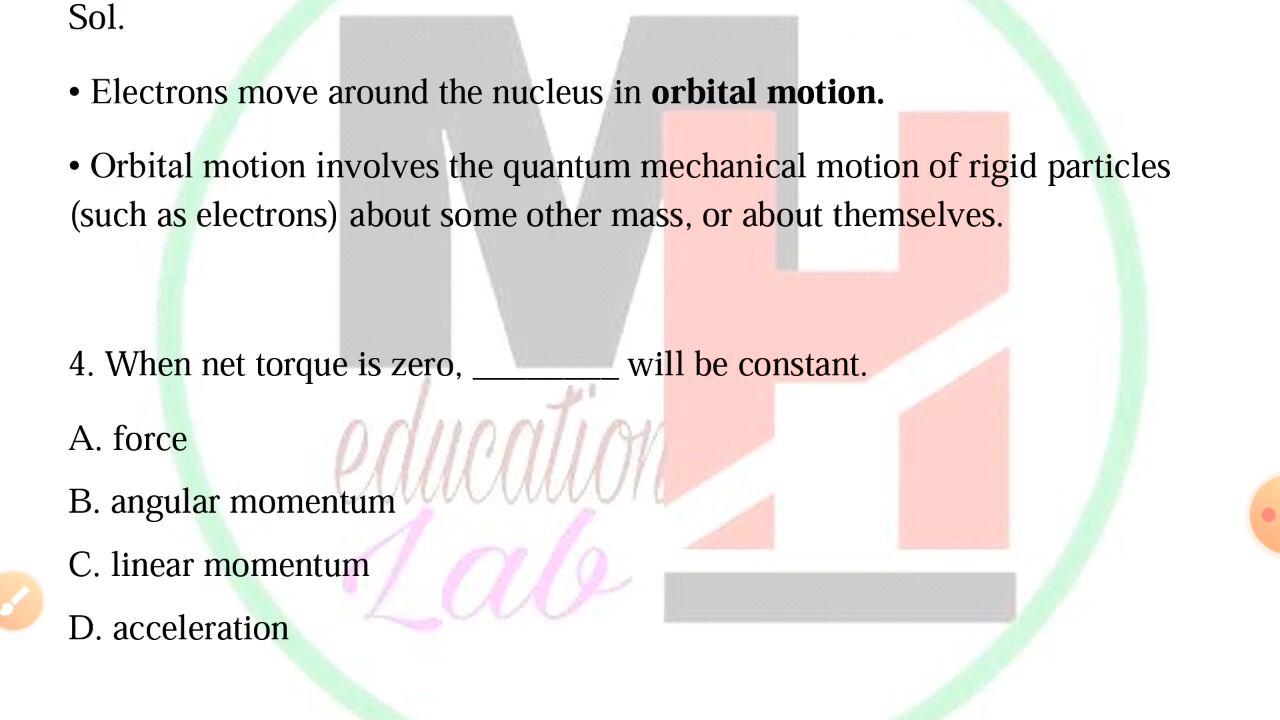 Sol.
• Electrons move around the nucleus in orbital motion.
• Orbital motion involves the quantum mechanical motion of rigid particles
(such as electrons) about some other mass, or about themselves.
4. When net torque is zero, ________ will be constant.
A. force
B. angular momentum
C. linear momentum
D. acceleration
MH
education
Lab